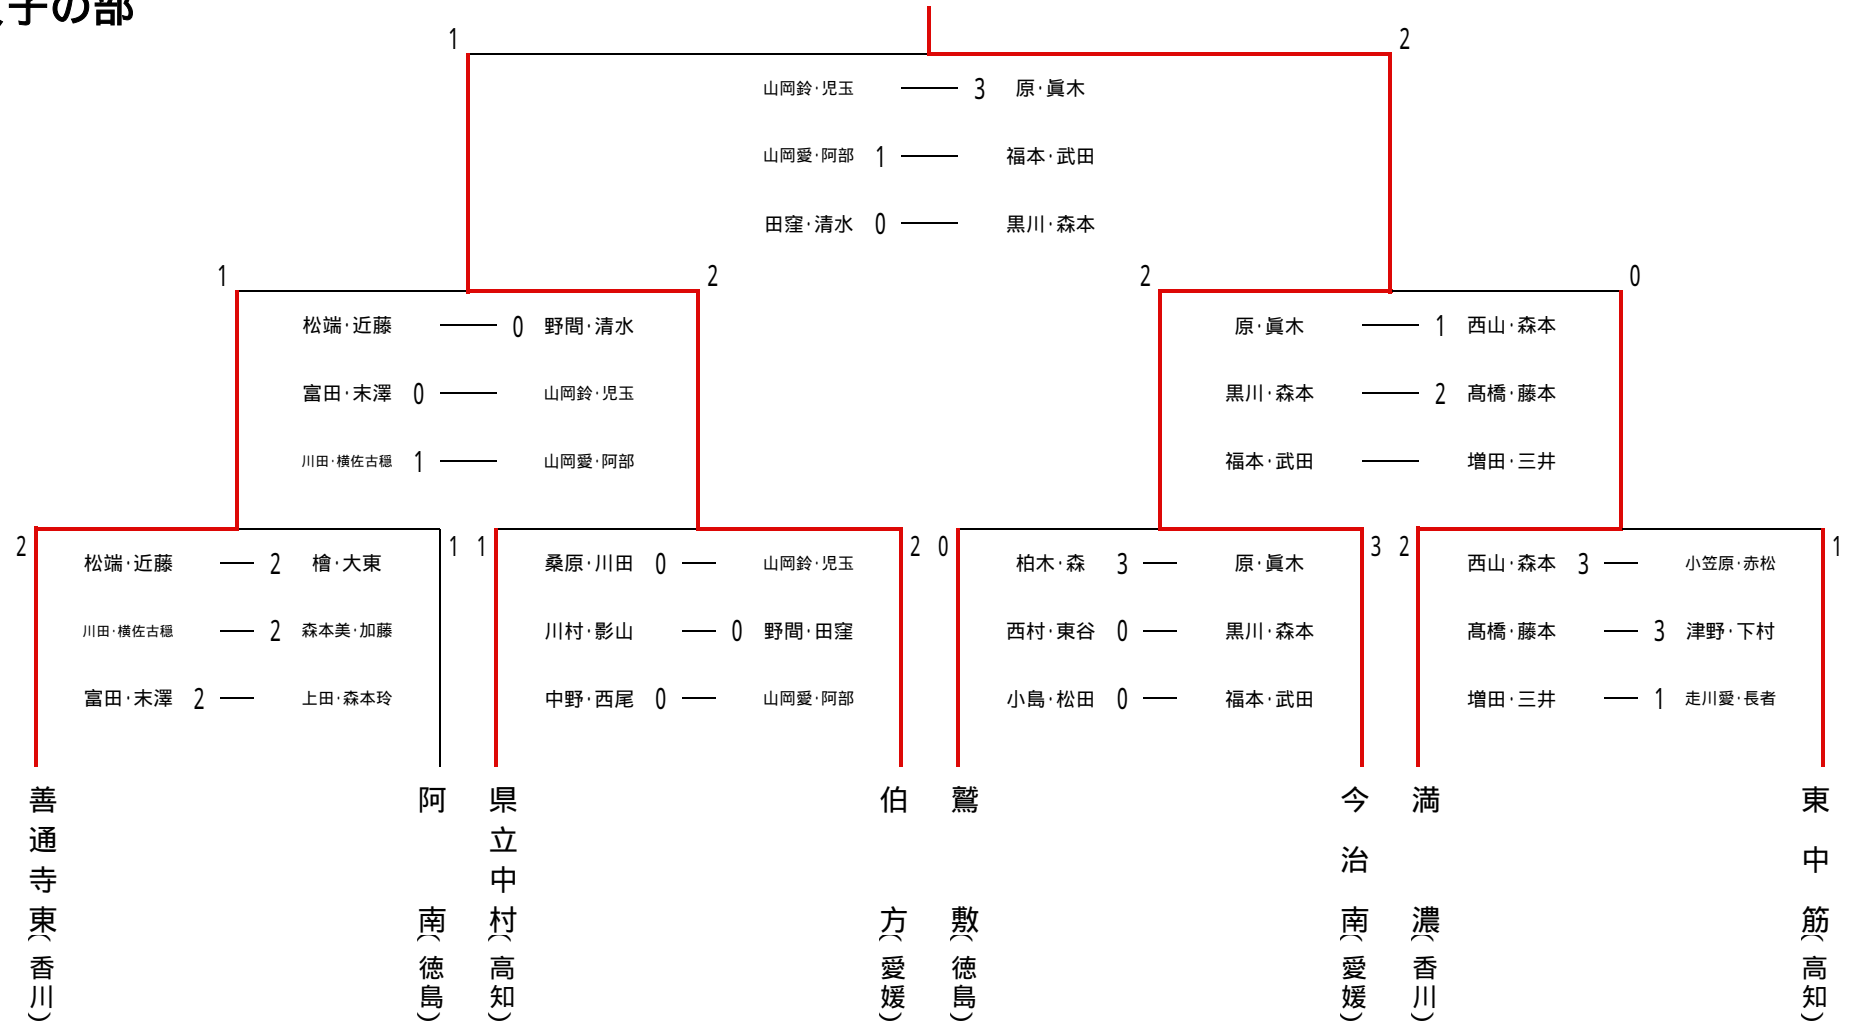 子の部
1 2
山岡鈴・児玉 3 原・眞木
山岡愛・阿部 1 福本・武田
田窪・清水 0 黒川・森本
1 2 2 0
松端・近藤 0 野間・清水 原・眞木 1 西山・森本
富田・末澤 0 山岡鈴・児玉 黒川・森本 2 髙橋・藤本
川田・横佐古穏 1 山岡愛・阿部 福本・武田 増田・三井
2 1 1 2 0 3 2 1
松端・近藤 2 檜・大東 桑原・川田 0 山岡鈴・児玉 柏木・森 3 原・眞木 西山・森本 3 小笠原・赤松
川田・横佐古穏 2 森本美・加藤 川村・影山 0 野間・田窪 西村・東谷 0 黒川・森本 髙橋・藤本 3 津野・下村
富田・末澤 2 上田・森本玲 中野・西尾 0 山岡愛・阿部 小島・松田 0 福本・武田 増田・三井 1 走川愛・長者
善通寺東(香川)
阿南(徳島)
県立中村(高知)
伯方(愛媛)
鷲敷(徳島)
今治南(愛媛)
満濃(香川)
東中筋(高知)